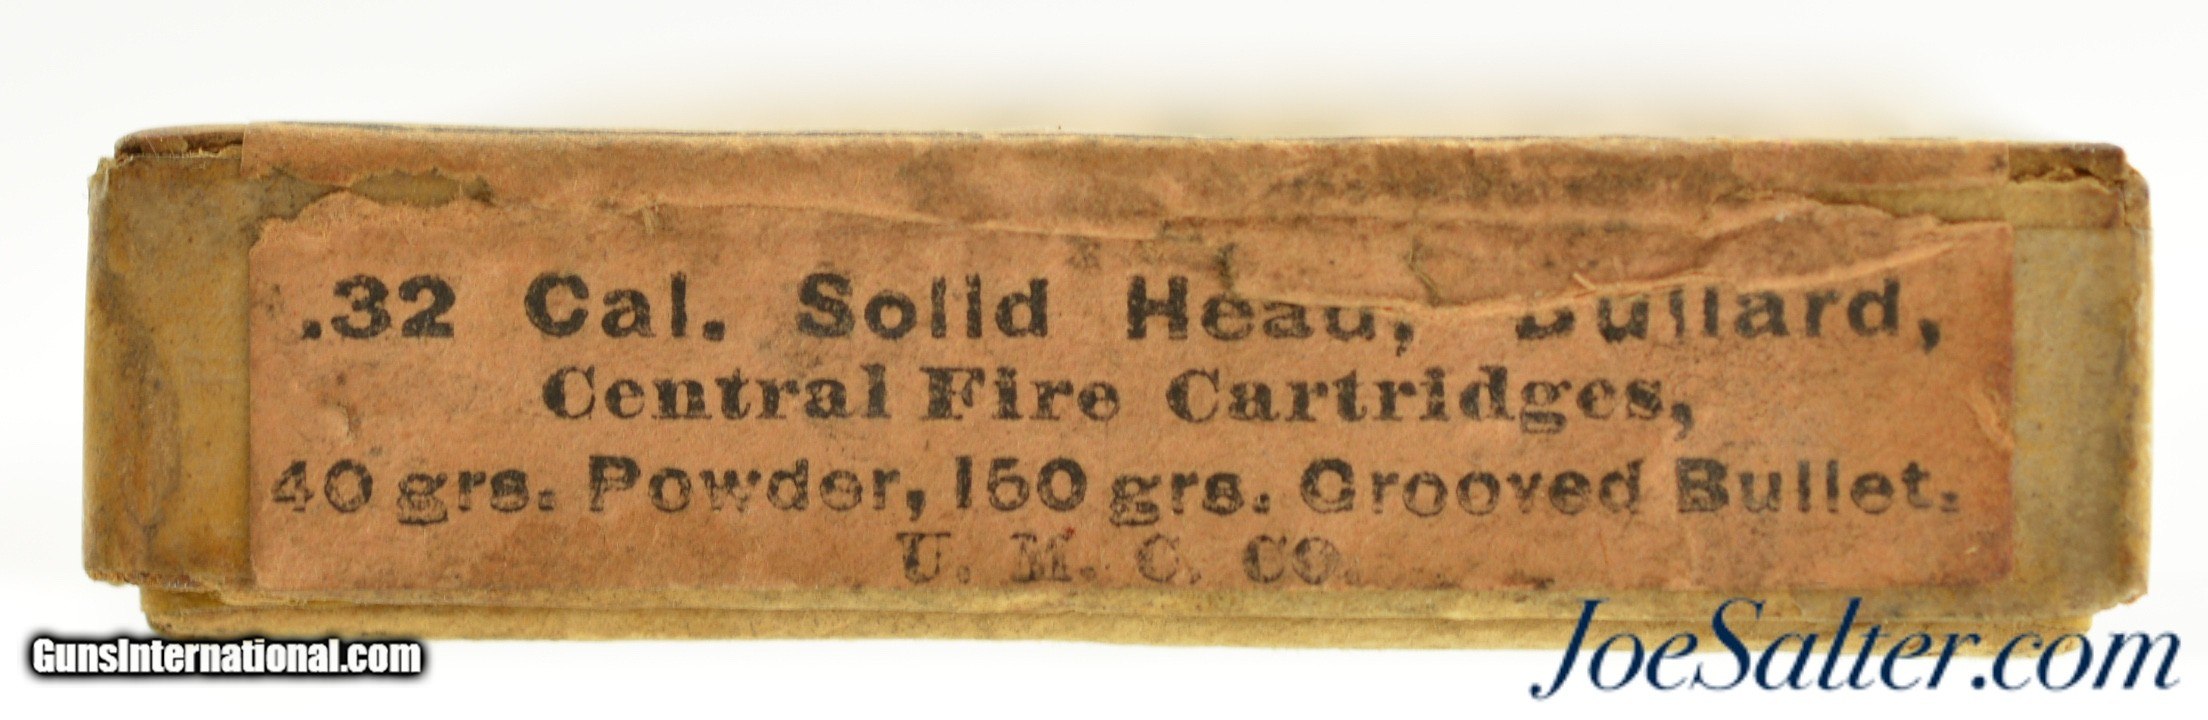 .32 Cal. Solid Head, Bullard,
Central Fire Cartridges,
40 grs. Powder, 150 grs. Grooved Bullet.
U. M. C. CO.
GunsInternational.com
JoeSalter.com